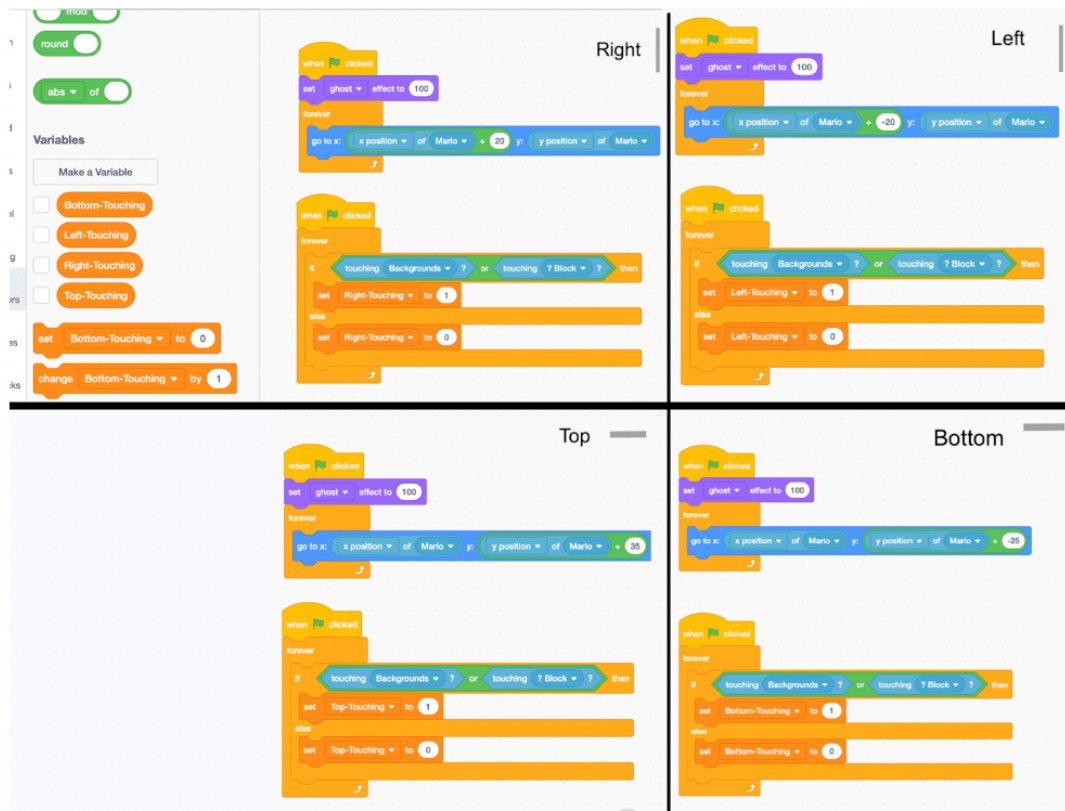 mod
round
abs of
Variables
Make a Variable
Bottom-Touching
Left-Touching
Right-Touching
Top-Touching
set Bottom-Touching to 0
change Bottom-Touching by 1
Right
when clicked
set ghost effect to 100
forever
go to x: x position of Mario + 20 y: y position of Mario
when clicked
forever
if touching Backgrounds ? or touching ? Block ? then
set Right-Touching to 1
else
set Right-Touching to 0
Left
when clicked
set ghost effect to 100
forever
go to x: x position of Mario + -20 y: y position of Mario
when clicked
forever
if touching Backgrounds ? or touching ? Block ? then
set Left-Touching to 1
else
set Left-Touching to 0
Top
when clicked
set ghost effect to 100
forever
go to x: x position of Mario y: y position of Mario + 35
when clicked
forever
if touching Backgrounds ? or touching ? Block ? then
set Top-Touching to 1
else
set Top-Touching to 0
Bottom
when clicked
set ghost effect to 100
forever
go to x: x position of Mario y: y position of Mario + -25
when clicked
forever
if touching Backgrounds ? or touching ? Block ? then
set Bottom-Touching to 1
else
set Bottom-Touching to 0